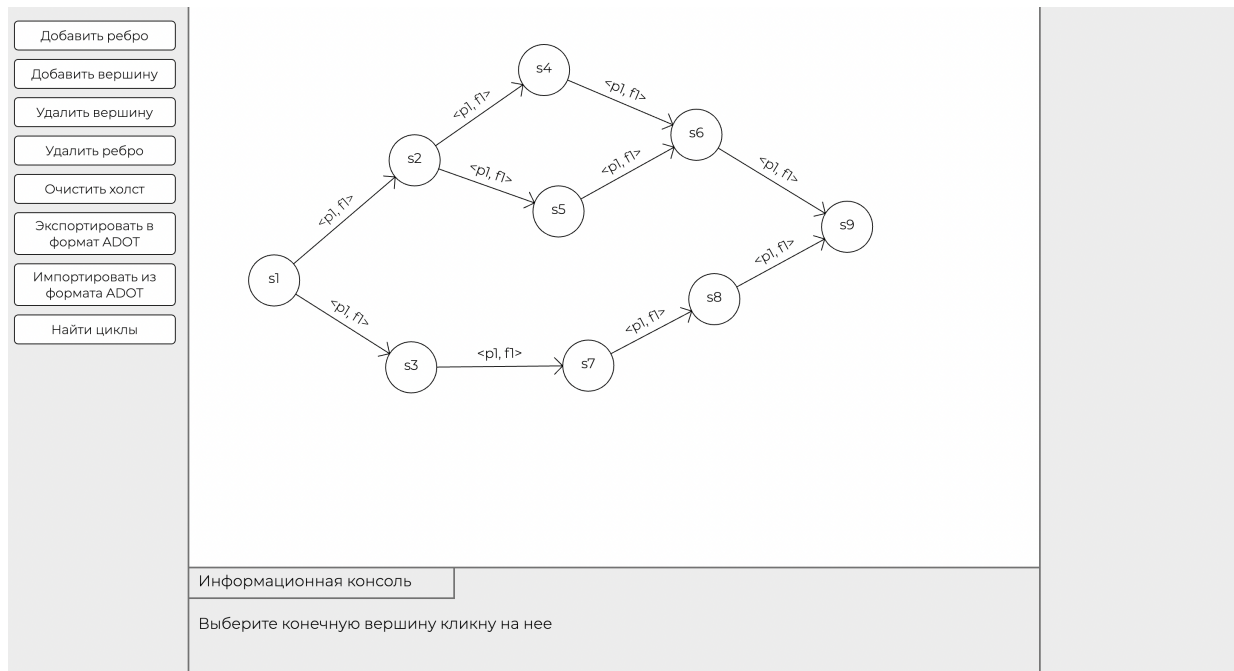 Добавить ребро
Добавить вершину
Удалить вершину
Удалить ребро
Очистить холст
Экспортировать в
формат ADOT
Импортировать из
формата ADOT
Найти циклы
s4
<p1, f1>
<p1, f1>
s6
s2
<p1, f1>
<p1, f1>
<p1, f1>
s5
<p1, f1>
s9
<p1, f1>
s1
s8
<p1, f1>
<p1, f1>
<p1, f1>
s3
s7
Информационная консоль
Выберите конечную вершину кликну на нее